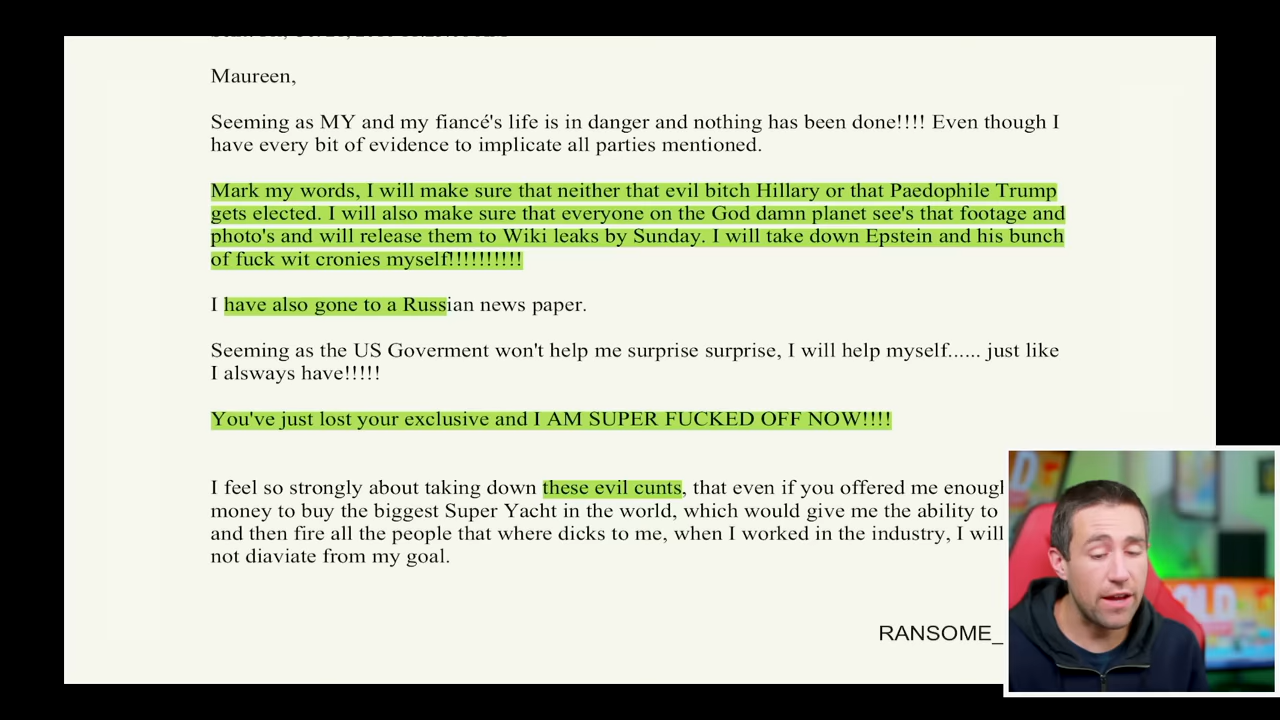 Maureen,
Seeming as MY and my fiancé's life is in danger and nothing has been done!!!! Even though I
have every bit of evidence to implicate all parties mentioned.
Mark my words, I will make sure that neither that evil bitch Hillary or that Paedophile Trump
gets elected. I will also make sure that everyone on the God damn planet see's that footage and
photo's and will release them to Wiki leaks by Sunday. I will take down Epstein and his bunch
of fuck wit cronies myself!!!!!!!!!!
I have also gone to a Russian news paper.
Seeming as the US Goverment won't help me surprise surprise, I will help myself...... just like
I alsways have!!!!!
You've just lost your exclusive and I AM SUPER FUCKED OFF NOW!!!!
I feel so strongly about taking down these evil cunts, that even if you offered me enough
money to buy the biggest Super Yacht in the world, which would give me the ability to
and then fire all the people that where dicks to me, when I worked in the industry, I will
not diaviate from my goal.
RANSOME_
OLD